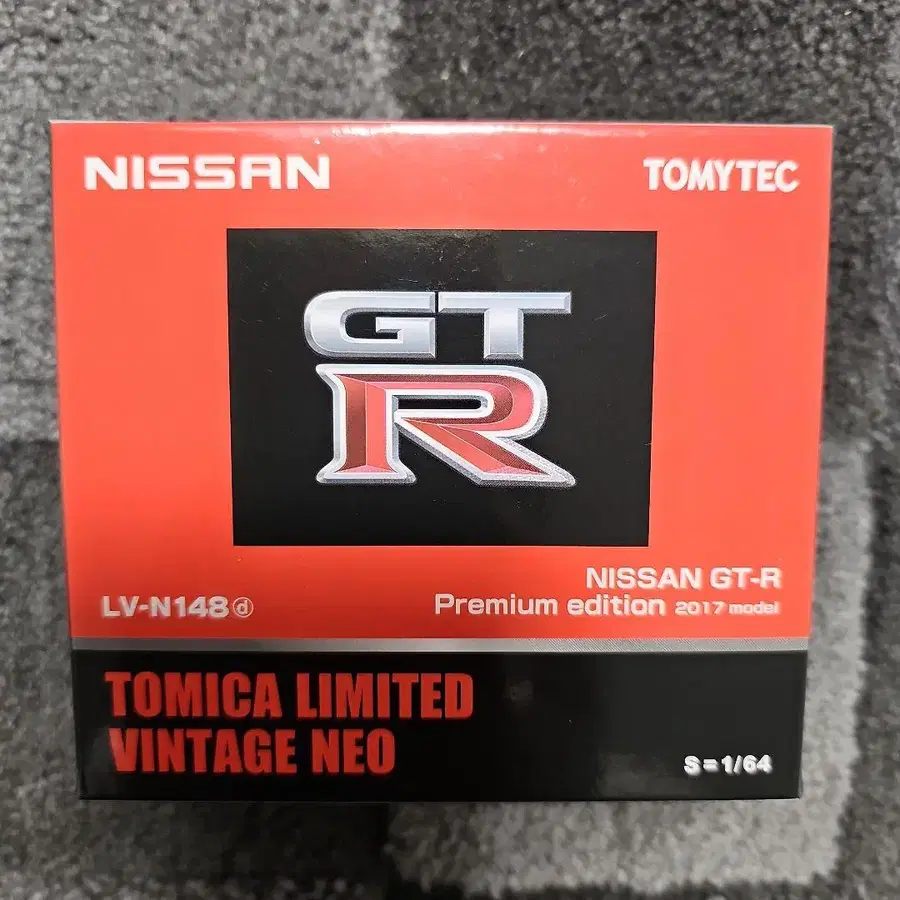 NISSAN
TOMYTEC
GT
R
NISSAN GT-R
Premium edition 2017 model
LV-N148ⓓ
TOMICA LIMITED
VINTAGE NEO
S=1/64